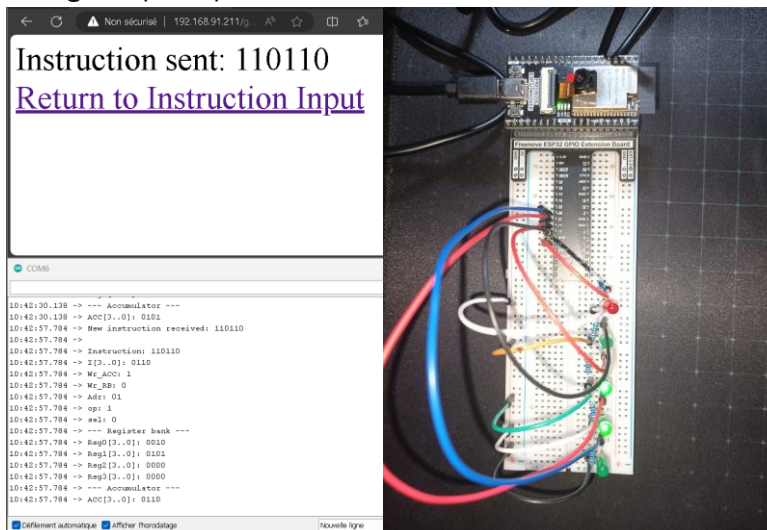 Non sécurisé | 192.168.91.211/g...
Instruction sent: 110110
Return to Instruction Input
COM6
10:42:30.138 -> --- Accumulator ---
10:42:30.138 -> ACC[3..0]: 0101
10:42:57.784 -> New instruction received: 110110
10:42:57.784 ->
10:42:57.784 -> Instruction: 110110
10:42:57.784 -> I[3..0]: 0110
10:42:57.784 -> Wr_ACC: 1
10:42:57.784 -> Wr_RB: 0
10:42:57.784 -> Adr: 01
10:42:57.784 -> op: 1
10:42:57.784 -> sel: 0
10:42:57.784 -> --- Register bank ---
10:42:57.784 -> Reg0[3..0]: 0010
10:42:57.784 -> Reg1[3..0]: 0101
10:42:57.784 -> Reg2[3..0]: 0000
10:42:57.784 -> Reg3[3..0]: 0000
10:42:57.784 -> --- Accumulator ---
10:42:57.784 -> ACC[3..0]: 0110
Défilement automatique Afficher l'horodatage Nouvelle ligne
Freenove ESP32 GPIO Extension Board